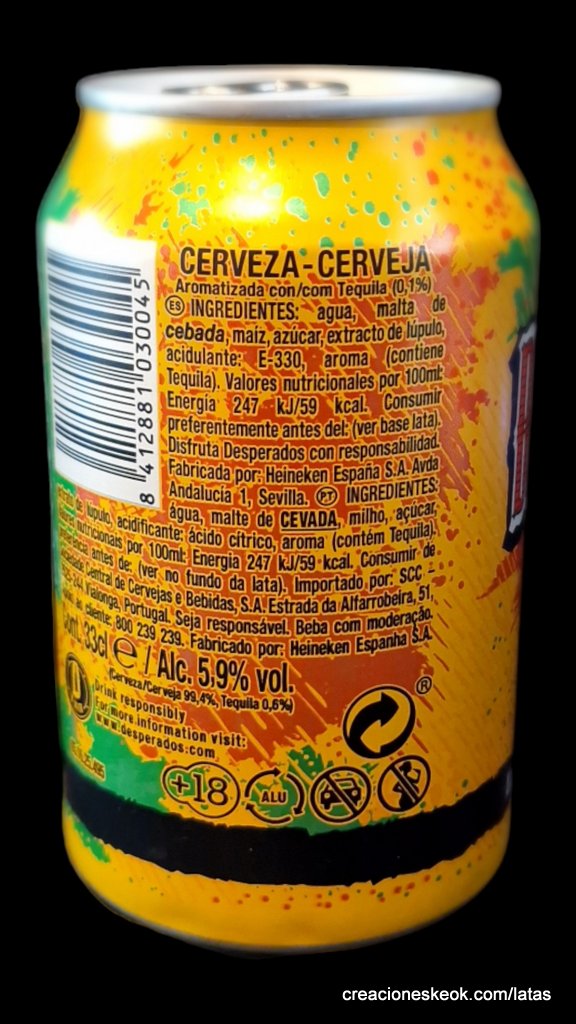 CERVEZA - CERVEJA
Aromatizada con/com Tequila (0,1%)
ES INGREDIENTES: agua, malta de
cebada, maíz, azúcar, extracto de lúpulo,
acidulante: E-330, aroma (contiene
Tequila). Valores nutricionales por 100ml:
Energía 247 kJ/59 kcal. Consumir
preferentemente antes del: (ver base lata).
Disfruta Desperados con responsabilidad.
Fabricada por: Heineken España S.A. Avda
Andalucía 1, Sevilla. PT INGREDIENTES:
água, malte de CEVADA, milho, açúcar,
de lúpulo, acidificante: ácido cítrico, aroma (contém Tequila).
nutricionais por 100ml: Energia 247 kJ/59 kcal. Consumir de
antes de: (ver no fundo da lata). Importado por: SCC -
Central de Cervejas e Bebidas, S.A. Estrada da Alfarrobeira, 51,
Vialonga, Portugal. Seja responsável. Beba com moderação.
ao cliente: 800 239 239. Fabricado por: Heineken Espanha S.A.
33cl ℮ / Alc. 5.9% vol.
(Cerveza/Cerveja 99,4%, Tequila 0,6%)
Drink responsibly
For more information visit:
www.desperados.com
8 412881 030045
®
+18
ALU
creacioneskeok.com/latas